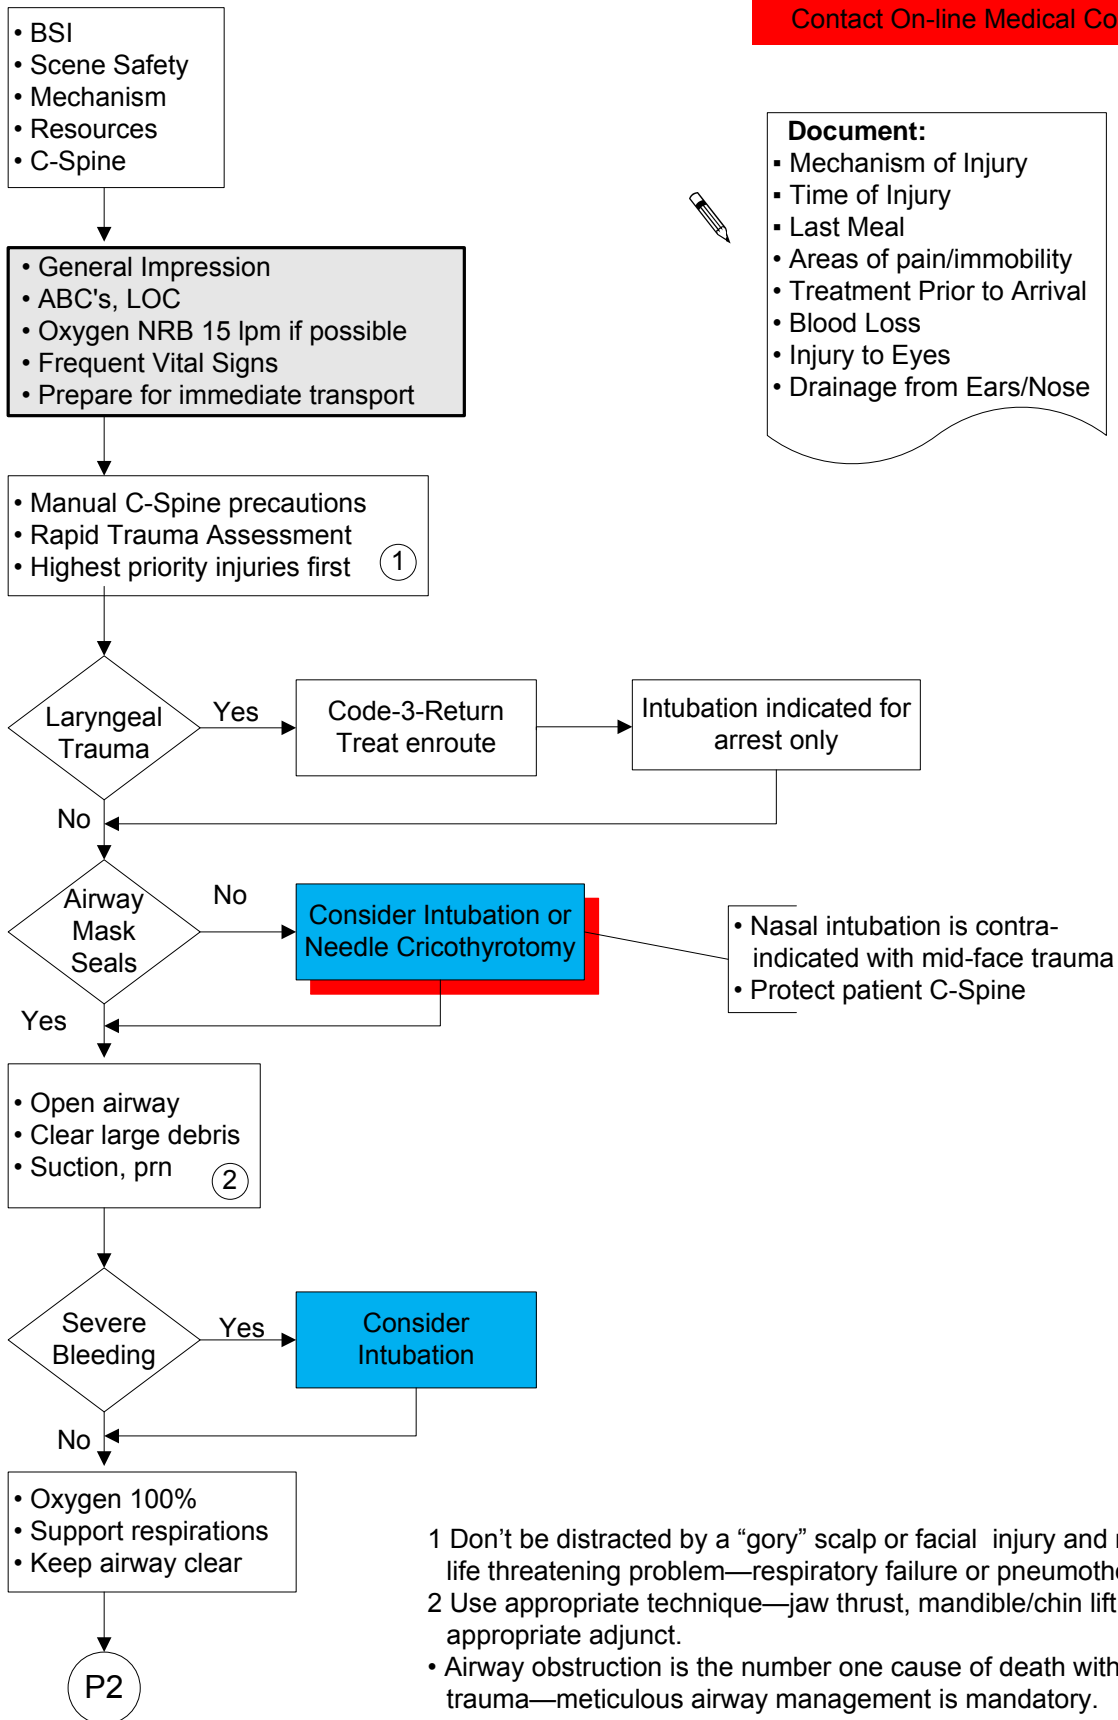 Contact On-line Medical
• BSI
• Scene Safety
• Mechanism
• Resources
• C-Spine
Document:
▪ Mechanism of Injury
▪ Time of Injury
▪ Last Meal
• Areas of pain/immobility
• Treatment Prior to Arrival
• Blood Loss
• Injury to Eyes
• Drainage from Ears/Nose
• General Impression
• ABC's, LOC
• Oxygen NRB 15 lpm if possible
• Frequent Vital Signs
• Prepare for immediate transport
• Manual C-Spine precautions
• Rapid Trauma Assessment
• Highest priority injuries first 1
Laryngeal
Trauma
Yes
Code-3-Return
Treat enroute
Intubation indicated for
arrest only
No
Airway
Mask
Seals
No
Consider Intubation or
Needle Cricothyrotomy
• Nasal intubation is contra-
indicated with mid-face trauma
• Protect patient C-Spine
Yes
• Open airway
• Clear large debris
• Suction, prn 2
Severe
Bleeding
Yes
Consider
Intubation
No
• Oxygen 100%
• Support respirations
• Keep airway clear
P2
1 Don’t be distracted by a “gory” scalp or facial injury and
life threatening problem—respiratory failure or
2 Use appropriate technique—jaw thrust, mandible/chin lift
appropriate adjunct.
• Airway obstruction is the number one cause of death with
trauma—meticulous airway management is mandatory.